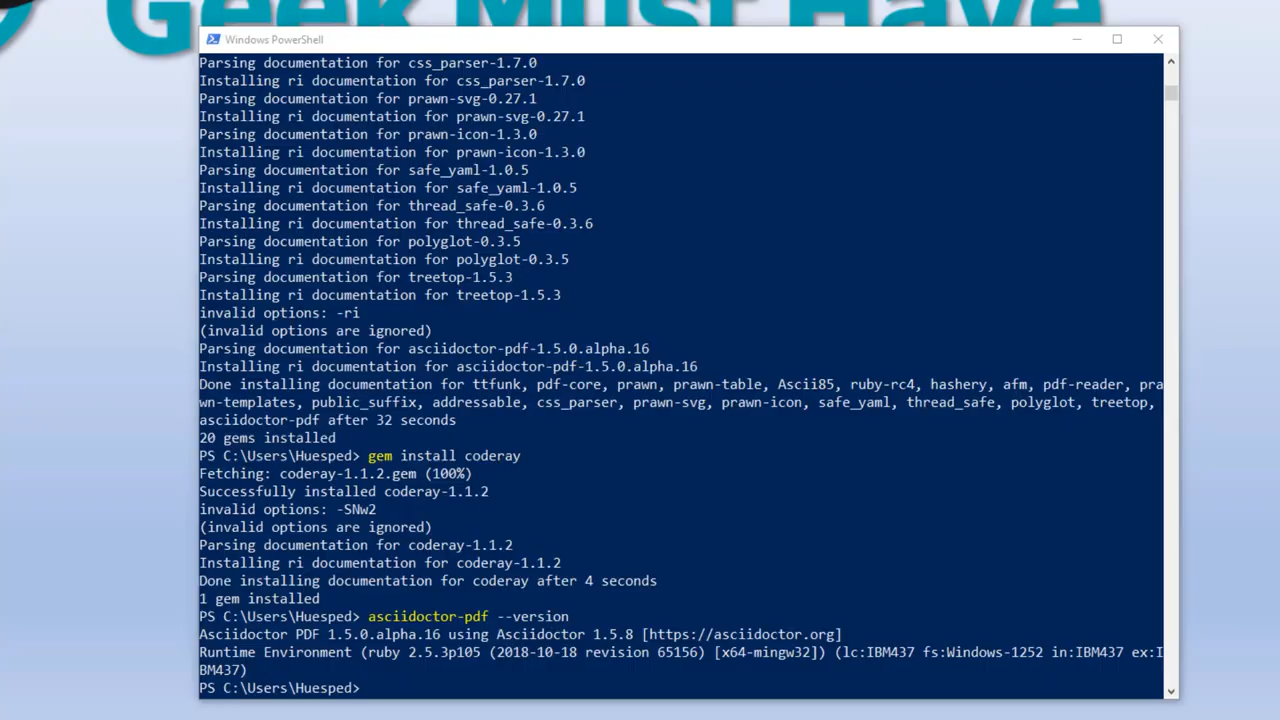 Geek Must Have
Windows PowerShell
Parsing documentation for css_parser-1.7.0
Installing ri documentation for css_parser-1.7.0
Parsing documentation for prawn-svg-0.27.1
Installing ri documentation for prawn-svg-0.27.1
Parsing documentation for prawn-icon-1.3.0
Installing ri documentation for prawn-icon-1.3.0
Parsing documentation for safe_yaml-1.0.5
Installing ri documentation for safe_yaml-1.0.5
Parsing documentation for thread_safe-0.3.6
Installing ri documentation for thread_safe-0.3.6
Parsing documentation for polyglot-0.3.5
Installing ri documentation for polyglot-0.3.5
Parsing documentation for treetop-1.5.3
Installing ri documentation for treetop-1.5.3
invalid options: -ri
(invalid options are ignored)
Parsing documentation for asciidoctor-pdf-1.5.0.alpha.16
Installing ri documentation for asciidoctor-pdf-1.5.0.alpha.16
Done installing documentation for ttfunk, pdf-core, prawn, prawn-table, Ascii85, ruby-rc4, hashery, afm, pdf-reader, pra
wn-templates, public_suffix, addressable, css_parser, prawn-svg, prawn-icon, safe_yaml, thread_safe, polyglot, treetop,
asciidoctor-pdf after 32 seconds
20 gems installed
PS C:\Users\Huesped> gem install coderay
Fetching: coderay-1.1.2.gem (100%)
Successfully installed coderay-1.1.2
invalid options: -SNw2
(invalid options are ignored)
Parsing documentation for coderay-1.1.2
Installing ri documentation for coderay-1.1.2
Done installing documentation for coderay after 4 seconds
1 gem installed
PS C:\Users\Huesped> asciidoctor-pdf --version
Asciidoctor PDF 1.5.0.alpha.16 using Asciidoctor 1.5.8 [https://asciidoctor.org]
Runtime Environment (ruby 2.5.3p105 (2018-10-18 revision 65156) [x64-mingw32]) (lc:IBM437 fs:Windows-1252 in:IBM437 ex:I
BM437)
PS C:\Users\Huesped>